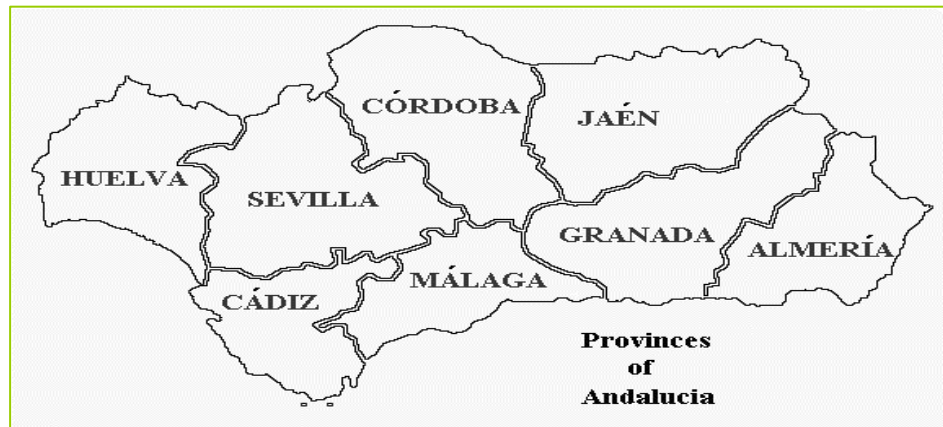 CÓRDOBA
JAÉN
HUELVA
SEVILLA
GRANADA
ALMERÍA
MÁLAGA
CÁDIZ
Provinces
of
Andalucia